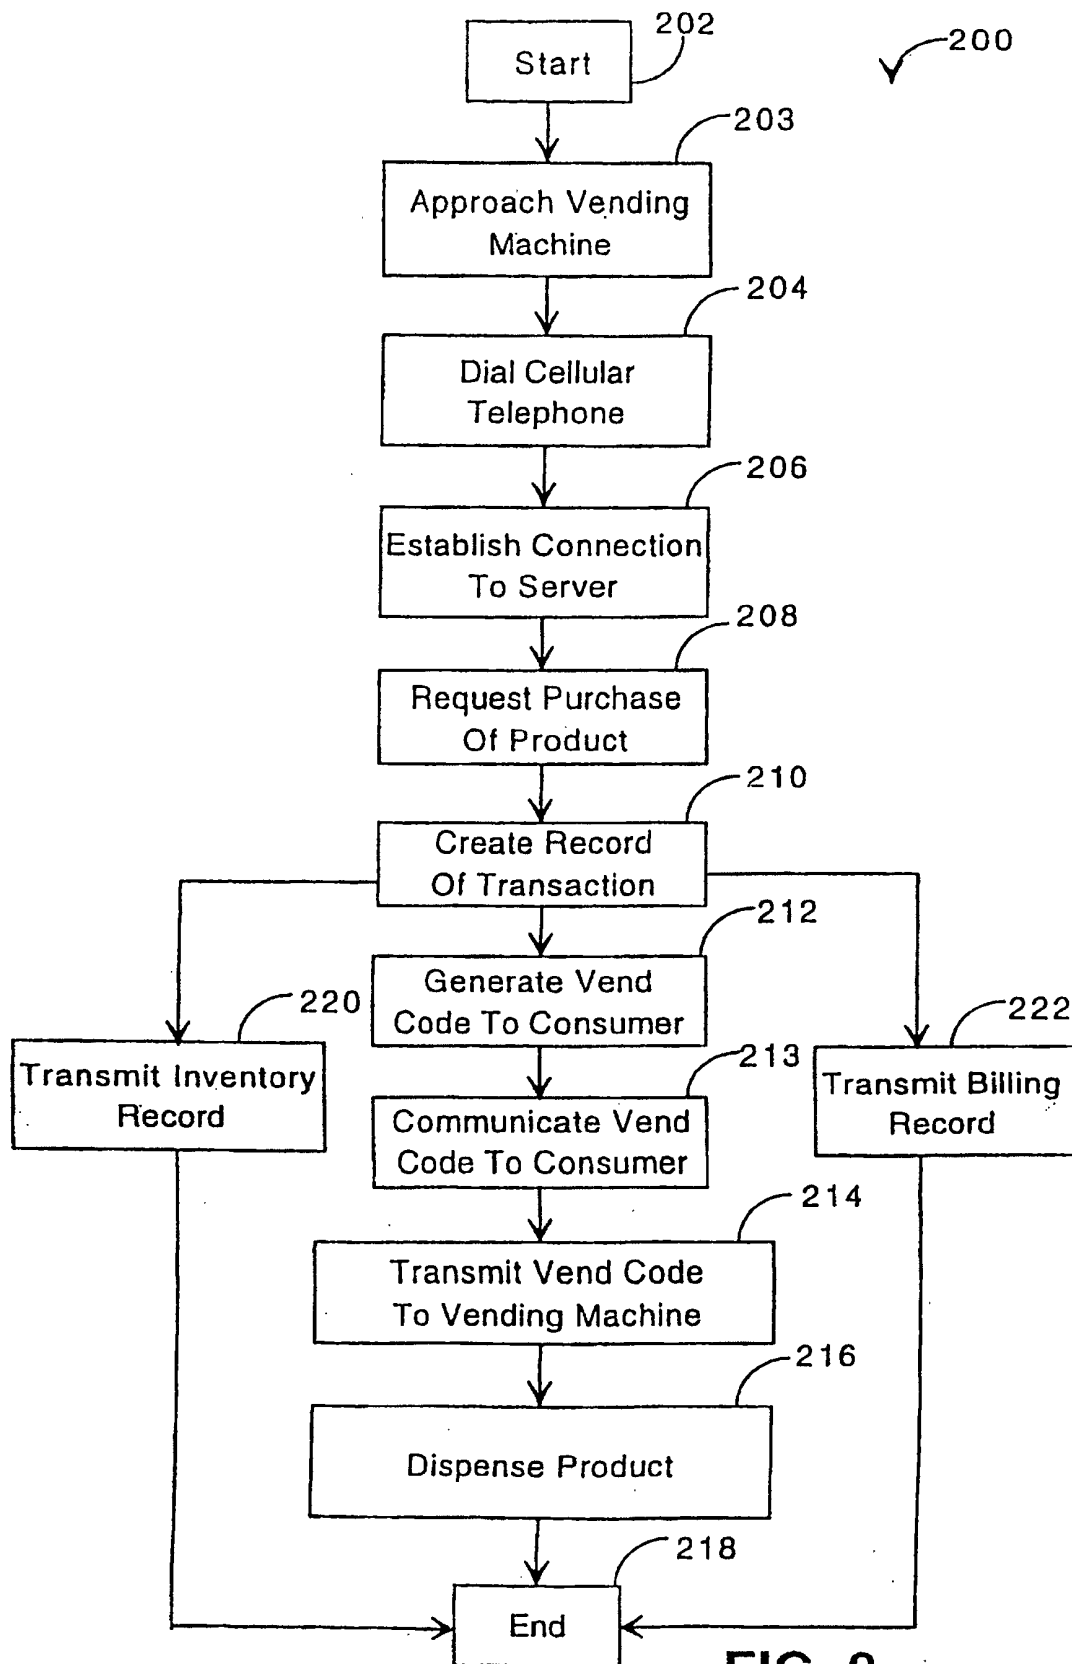 202
200
Start
203
Approach Vending
Machine
204
Dial Cellular
Telephone
206
Establish Connection
To Server
208
Request Purchase
Of Product
210
Create Record
Of Transaction
212
Generate Vend
Code To Consumer
220
222
213
Transmit Inventory
Record
Communicate Vend
Code To Consumer
Transmit Billing
Record
214
Transmit Vend Code
To Vending Machine
216
Dispense Product
218
End
FIG.